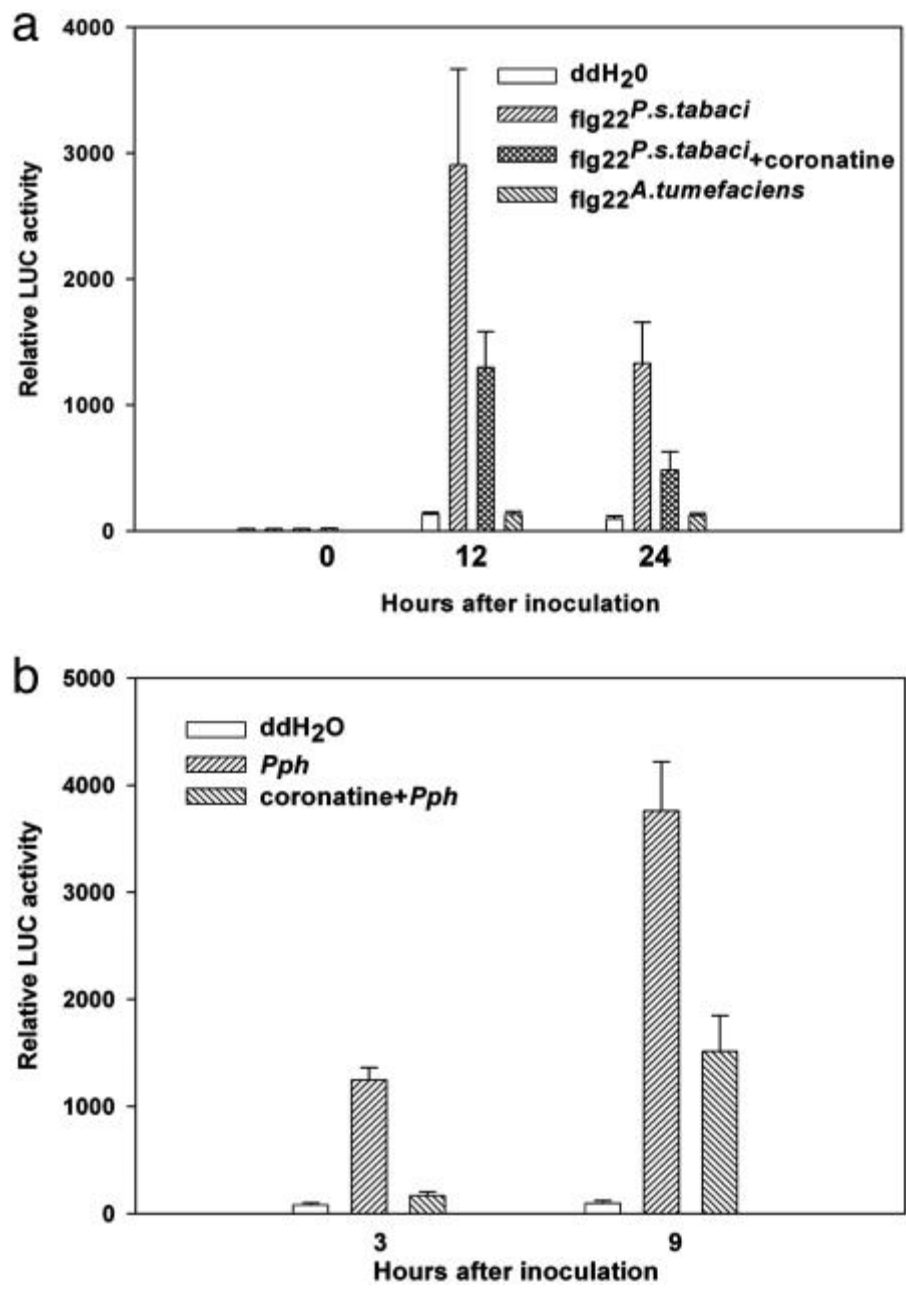 a
4000
3000
2000
1000
0
Relative LUC activity
ddH20
flg22P.s.tabaci
flg22P.s.tabaci+coronatine
flg22A.tumefaciens
0 12 24
Hours after inoculation
b
5000
4000
3000
2000
1000
0
Relative LUC activity
ddH2O
Pph
coronatine+Pph
3 9
Hours after inoculation